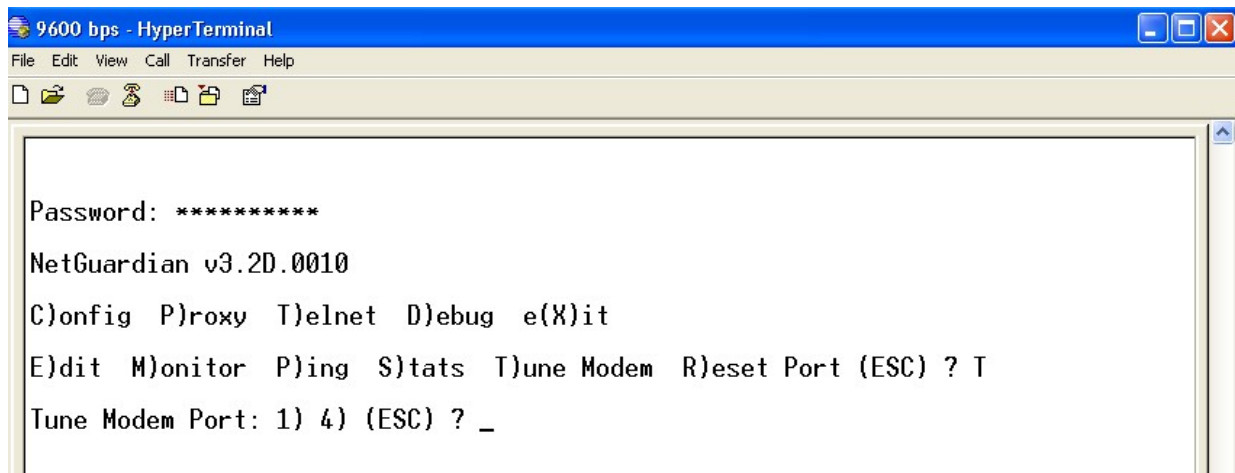 9600 bps - HyperTerminal
File Edit View Call Transfer Help
Password: **********
NetGuardian v3.2D.0010
C)onfig P)roxy T)elnet D)ebug e(X)it
E)dit M)onitor P)ing S)tats T)une Modem R)eset Port (ESC) ? T
Tune Modem Port: 1) 4) (ESC) ? _